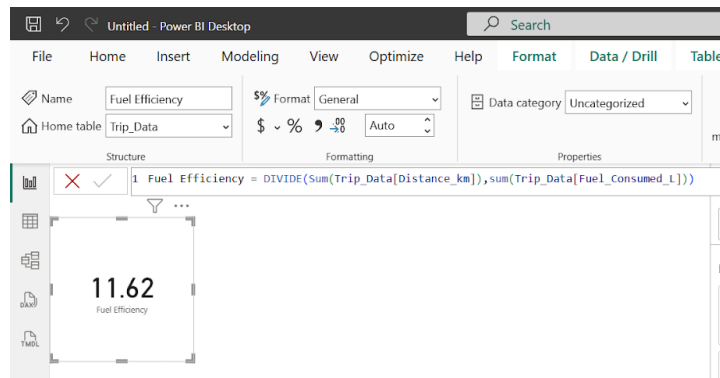 Untitled - Power BI Desktop
Search
File Home Insert Modeling View Optimize Help Format Data / Drill Table
Name Fuel Efficiency $% Format General Data category Uncategorized
Home table Trip_Data $ % Auto
Structure Formatting Properties
1 Fuel Efficiency = DIVIDE(Sum(Trip_Data[Distance_km]),sum(Trip_Data[Fuel_Consumed_L]))
11.62
Fuel Efficiency
DAX
TMDL